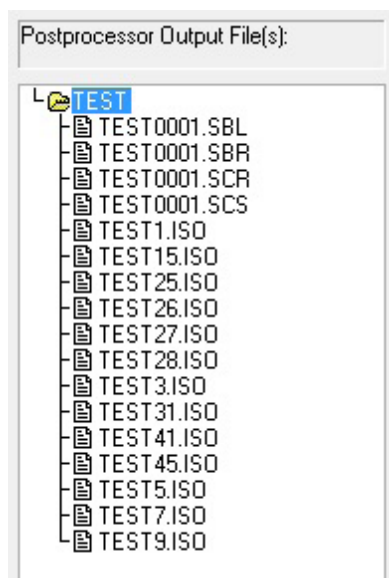 Postprocessor Output File(s):
TEST
TEST0001.SBL
TEST0001.SBR
TEST0001.SCR
TEST0001.SCS
TEST1.ISO
TEST15.ISO
TEST25.ISO
TEST26.ISO
TEST27.ISO
TEST28.ISO
TEST3.ISO
TEST31.ISO
TEST41.ISO
TEST45.ISO
TEST5.ISO
TEST7.ISO
TEST9.ISO